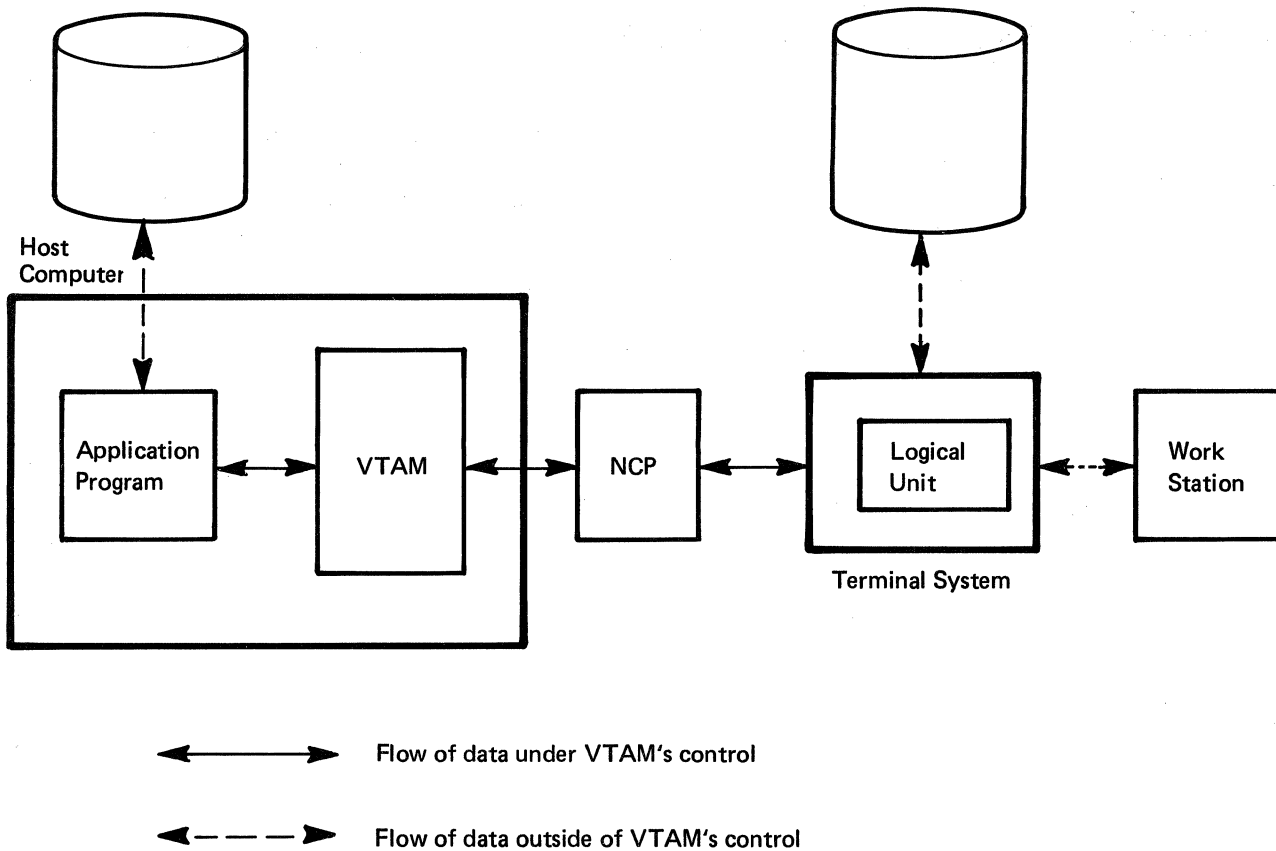 Host
Computer
Application
Program
VTAM
NCP
Logical
Unit
Work
Station
Terminal System
Flow of data under VTAM's control
Flow of data outside of VTAM's control